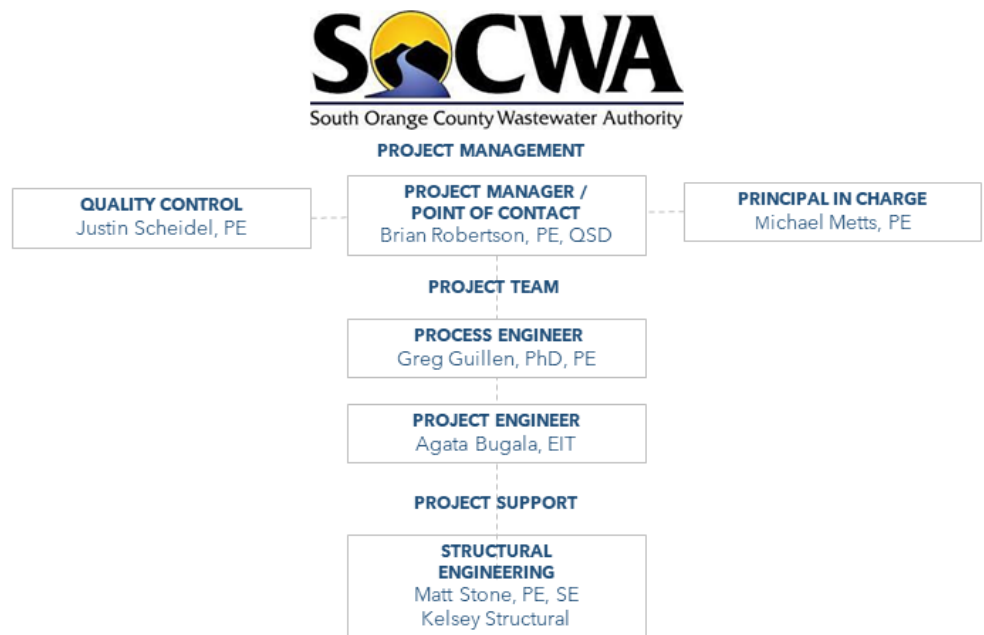 SOCWA
South Orange County Wastewater Authority
PROJECT MANAGEMENT
QUALITY CONTROL
Justin Scheidel, PE
PROJECT MANAGER /
POINT OF CONTACT
Brian Robertson, PE, QSD
PRINCIPAL IN CHARGE
Michael Metts, PE
PROJECT TEAM
PROCESS ENGINEER
Greg Guillen, PhD, PE
PROJECT ENGINEER
Agata Bugala, EIT
PROJECT SUPPORT
STRUCTURAL
ENGINEERING
Matt Stone, PE, SE
Kelsey Structural